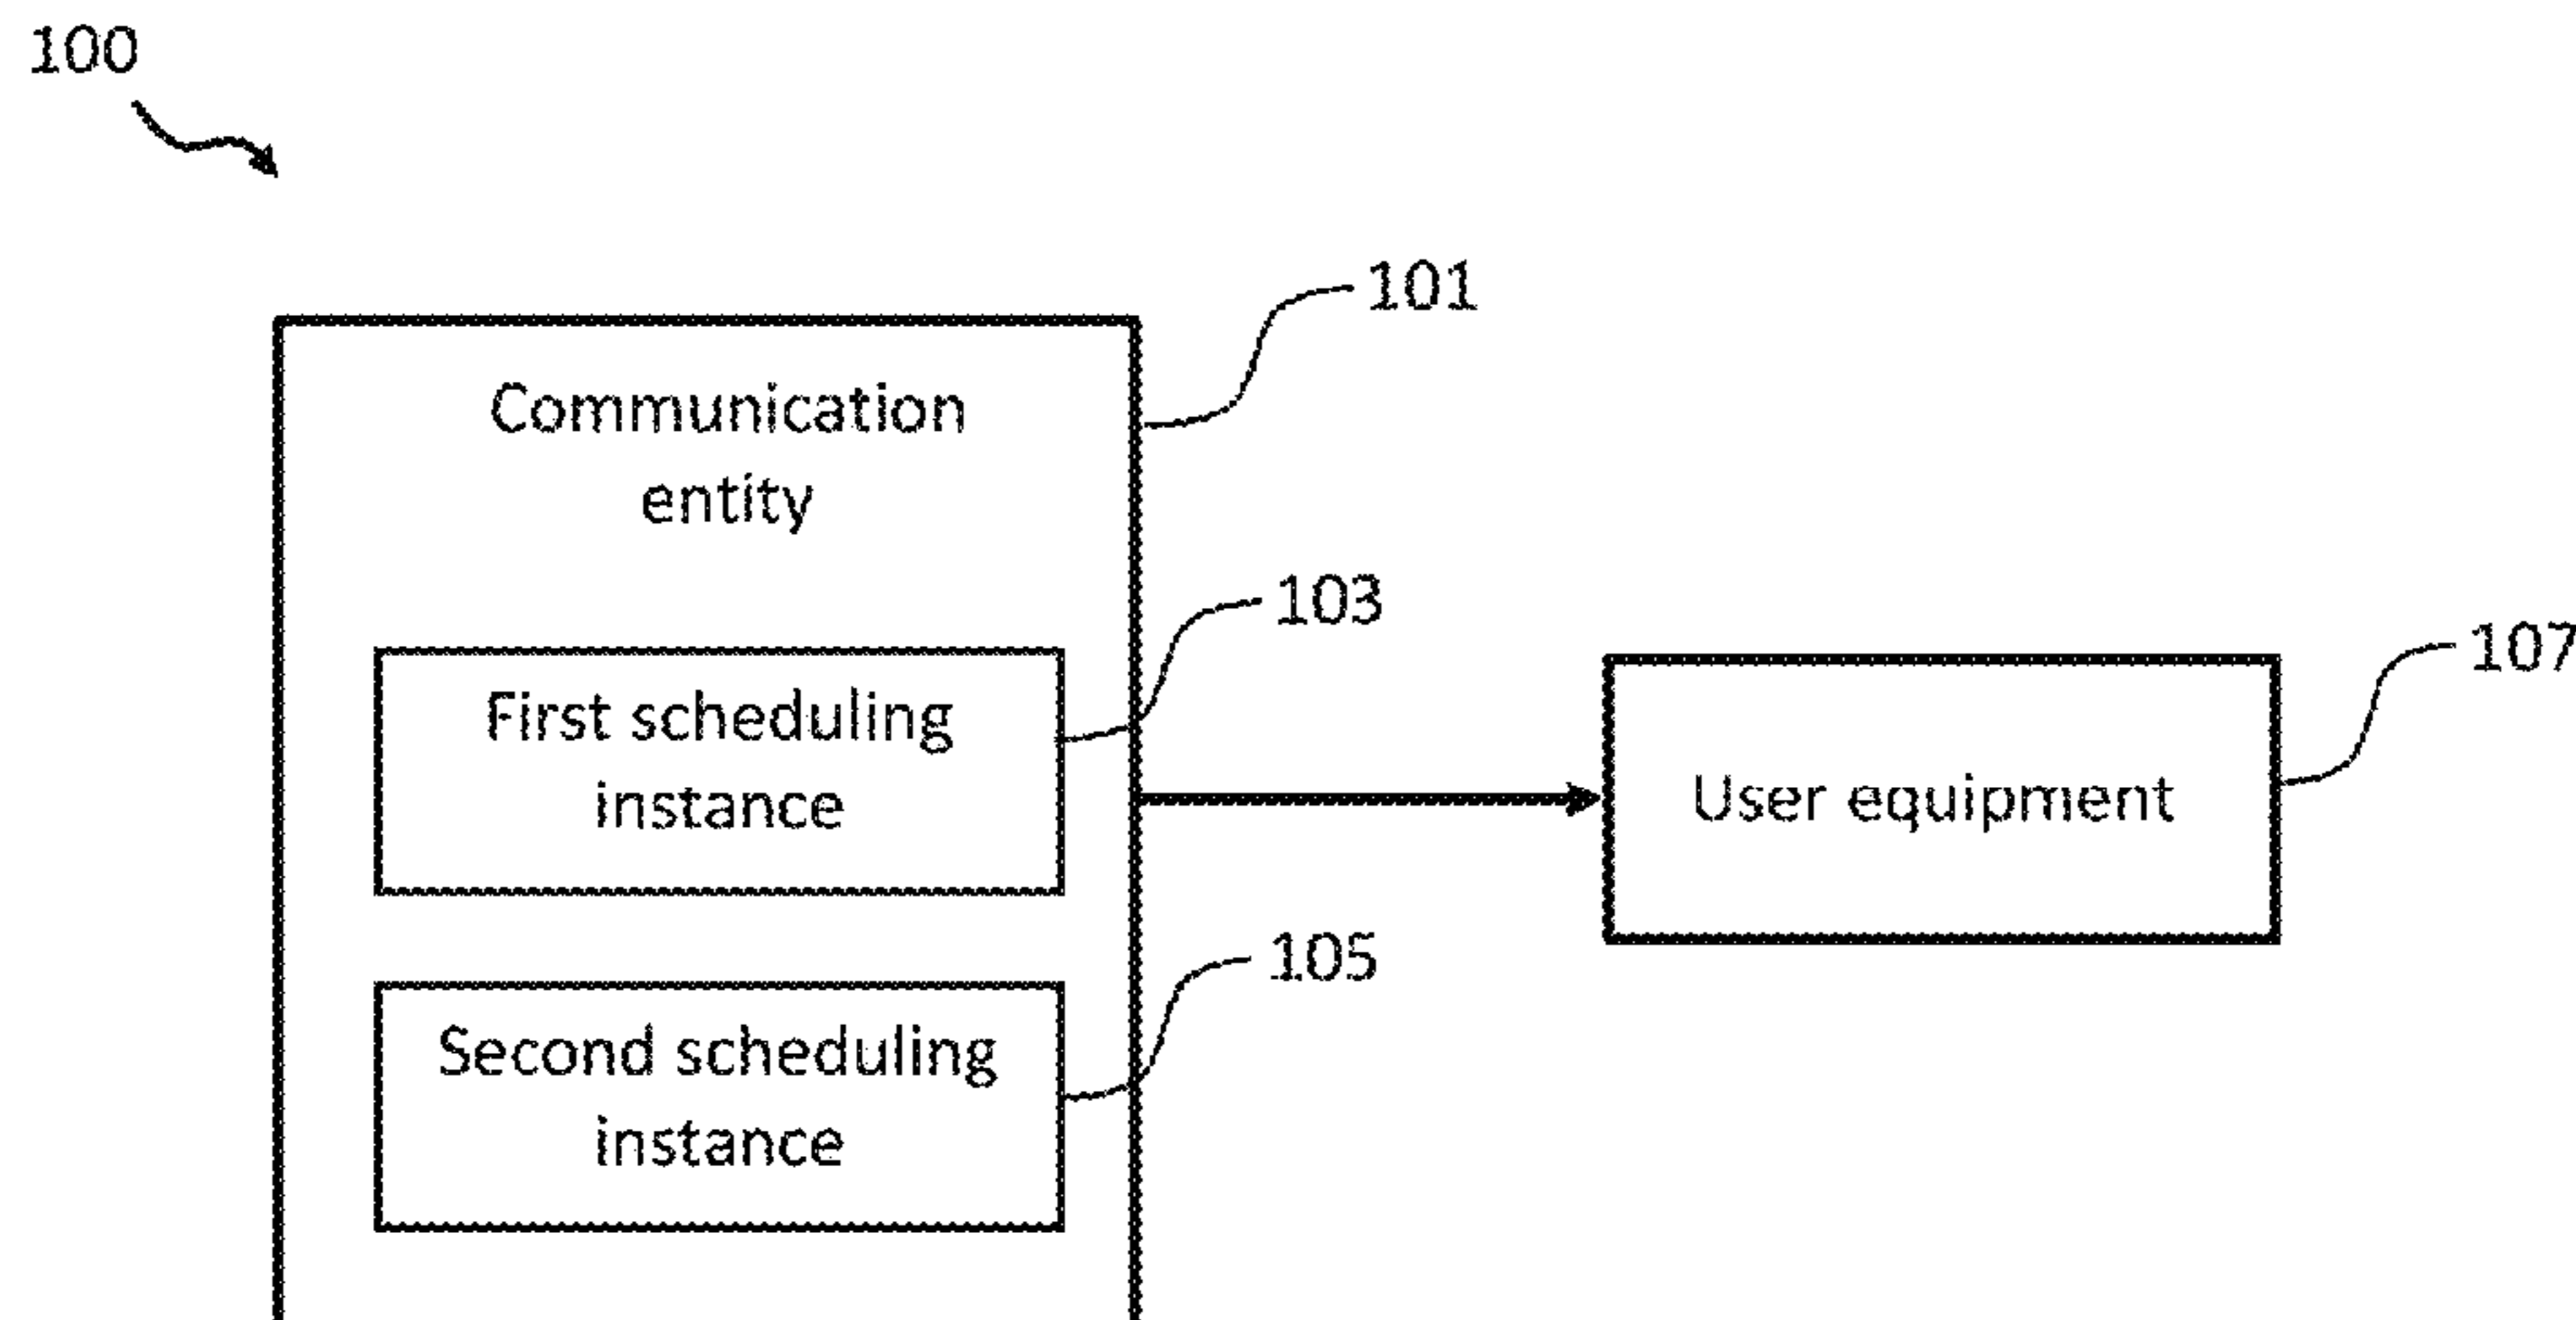 100
101
Communication
entity
103
First scheduling
instance
107
User equipment
105
Second scheduling
instance